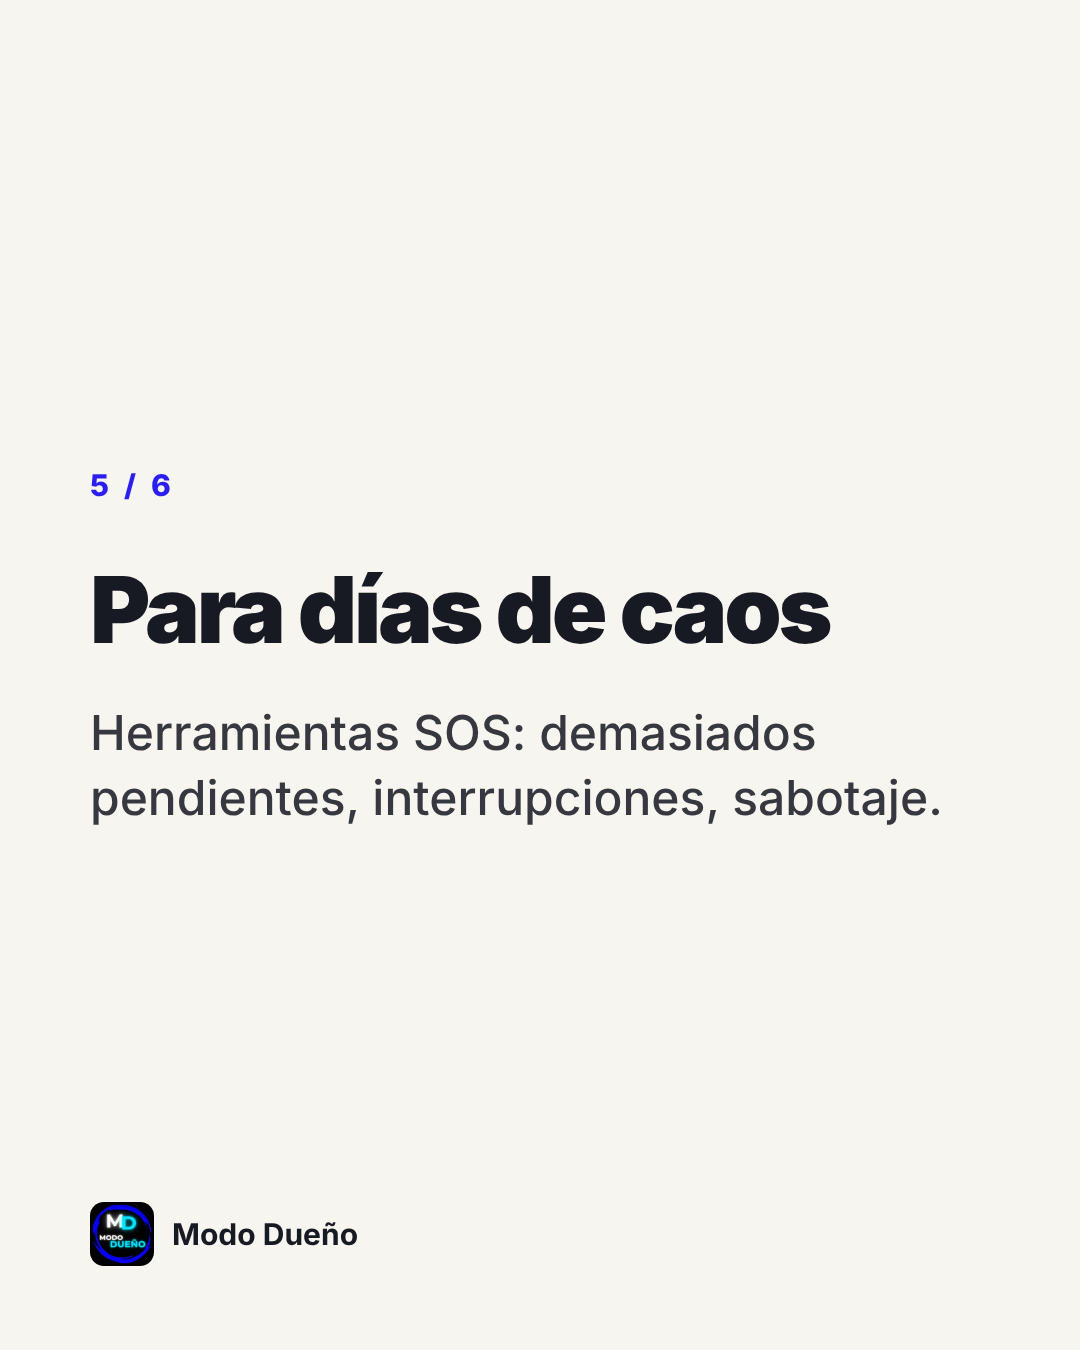 5 / 6
Para días de caos
Herramientas SOS: demasiados
pendientes, interrupciones, sabotaje.
MD
MODO
DUEÑO
Modo Dueño